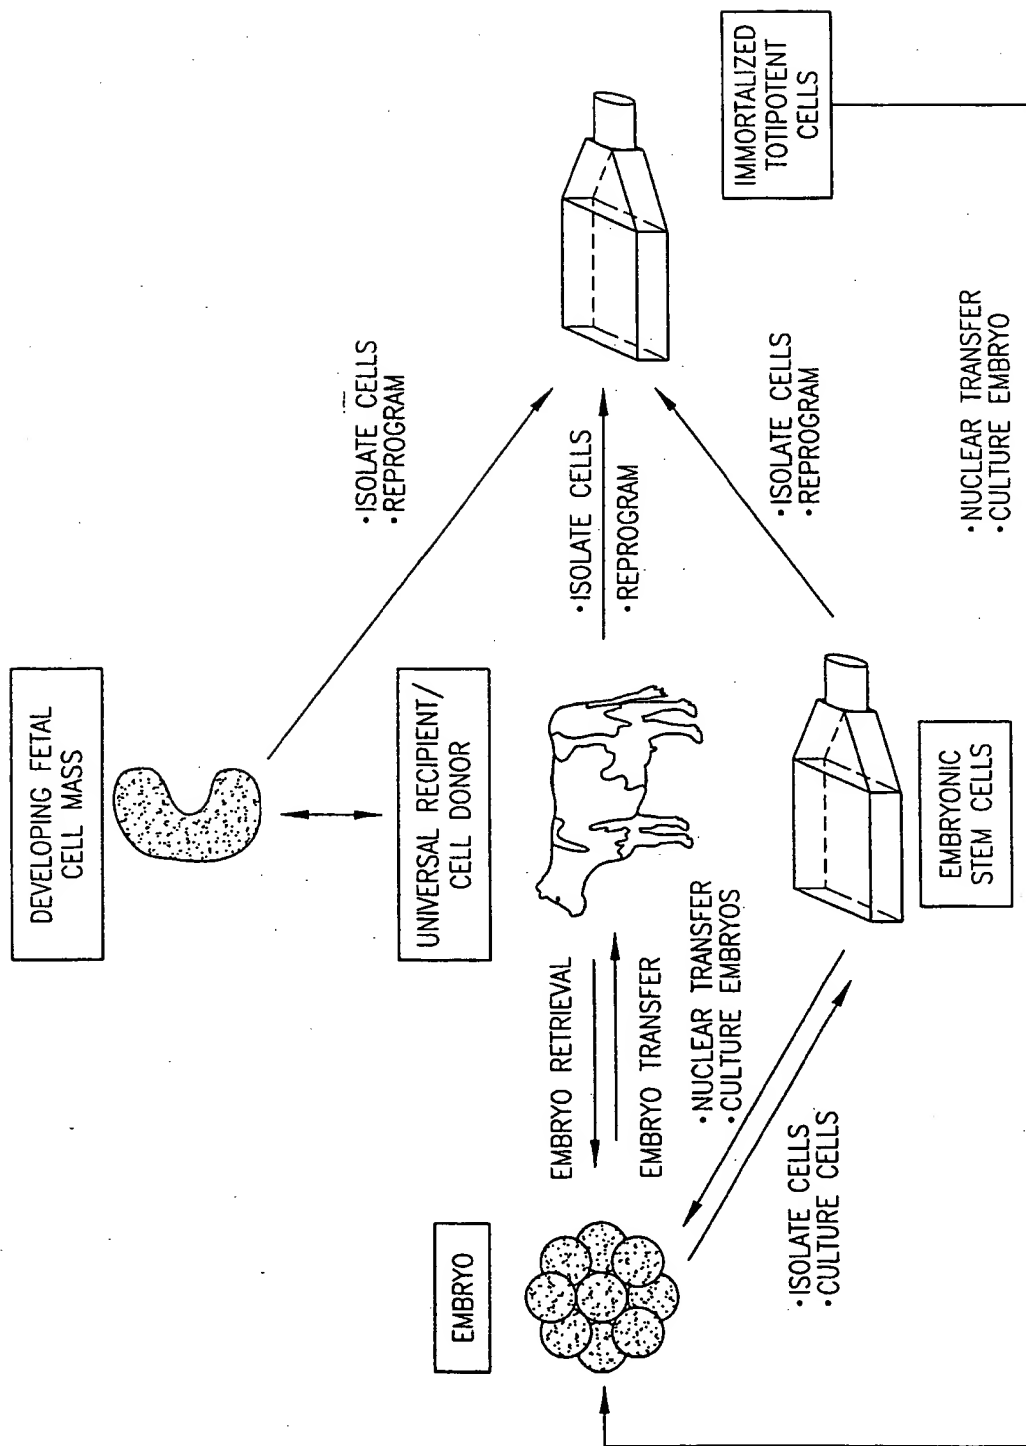 DEVELOPING FETAL
CELL MASS
•ISOLATE CELLS
•REPROGRAM
UNIVERSAL RECIPIENT/
CELL DONOR
EMBRYO
EMBRYO RETRIEVAL
EMBRYO TRANSFER
•ISOLATE CELLS
•REPROGRAM
•NUCLEAR TRANSFER
•CULTURE EMBRYOS
•ISOLATE CELLS
•CULTURE CELLS
•ISOLATE CELLS
•REPROGRAM
IMMORTALIZED
TOTIPOTENT
CELLS
EMBRYONIC
STEM CELLS
•NUCLEAR TRANSFER
•CULTURE EMBRYO